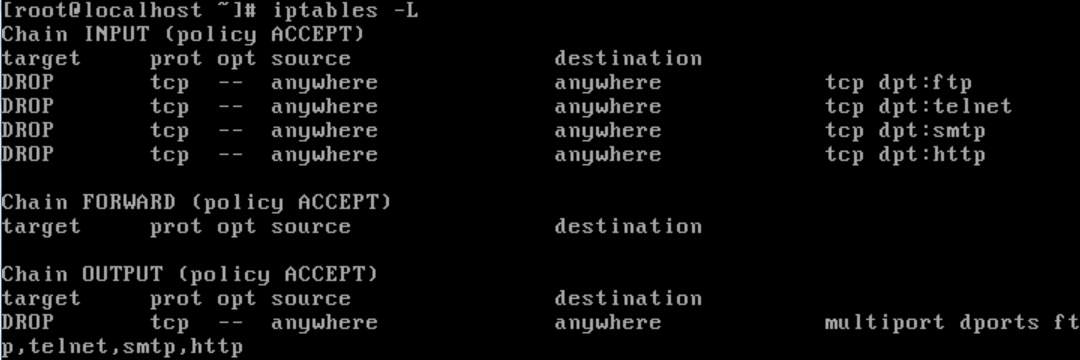 [root@localhost ~]# iptables -L
Chain INPUT (policy ACCEPT)
target     prot opt source               destination
DROP       tcp  --  anywhere             anywhere            tcp dpt:ftp
DROP       tcp  --  anywhere             anywhere            tcp dpt:telnet
DROP       tcp  --  anywhere             anywhere            tcp dpt:smtp
DROP       tcp  --  anywhere             anywhere            tcp dpt:http
Chain FORWARD (policy ACCEPT)
target     prot opt source               destination
Chain OUTPUT (policy ACCEPT)
target     prot opt source               destination
DROP       tcp  --  anywhere             anywhere            multiport dports ft
p,telnet,smtp,http